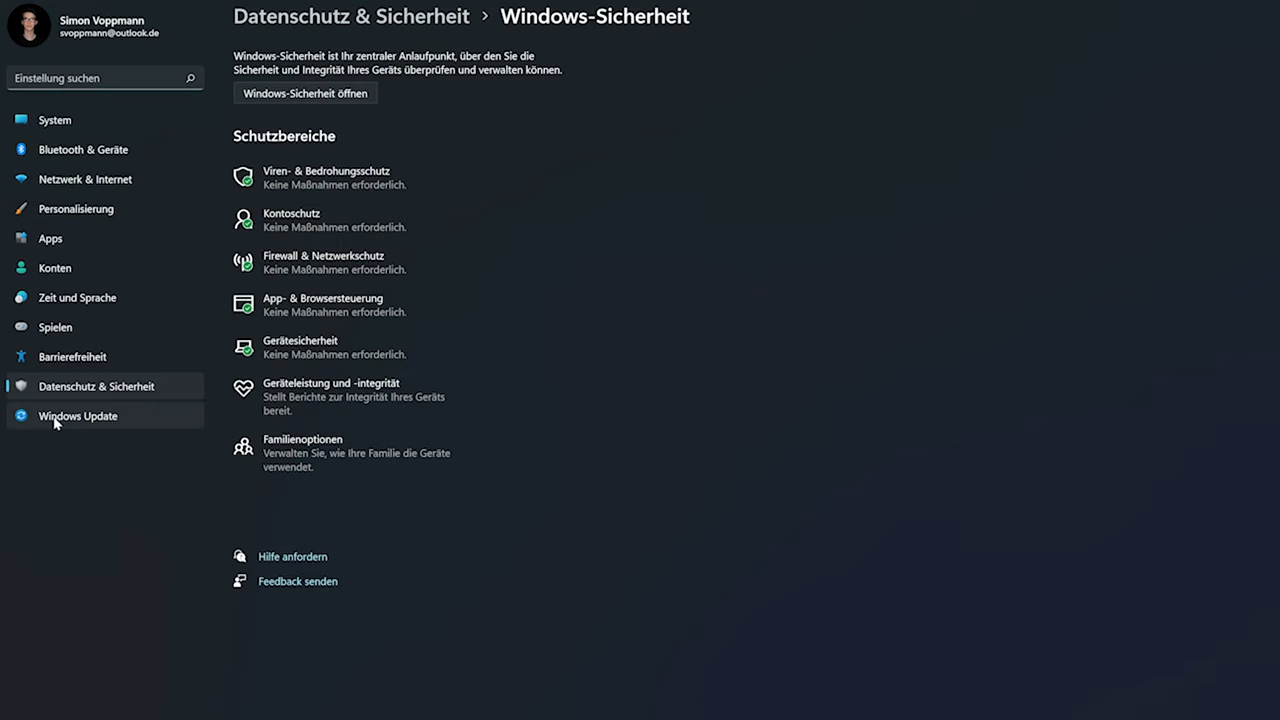 Simon Voppmann
svoppmann@outlook.de
Einstellung suchen
System
Bluetooth & Geräte
Netzwerk & Internet
Personalisierung
Apps
Konten
Zeit und Sprache
Spielen
Barrierefreiheit
Datenschutz & Sicherheit
Windows Update
Datenschutz & Sicherheit > Windows-Sicherheit
Windows-Sicherheit ist Ihr zentraler Anlaufpunkt, über den Sie die
Sicherheit und Integrität Ihres Geräts überprüfen und verwalten können.
Windows-Sicherheit öffnen
Schutzbereiche
Viren- & Bedrohungsschutz
Keine Maßnahmen erforderlich.
Kontoschutz
Keine Maßnahmen erforderlich.
Firewall & Netzwerkschutz
Keine Maßnahmen erforderlich.
App- & Browsersteuerung
Keine Maßnahmen erforderlich.
Gerätesicherheit
Keine Maßnahmen erforderlich.
Geräteleistung und -integrität
Stellt Berichte zur Integrität Ihres Geräts
bereit.
Familienoptionen
Verwalten Sie, wie Ihre Familie die Geräte
verwendet.
Hilfe anfordern
Feedback senden